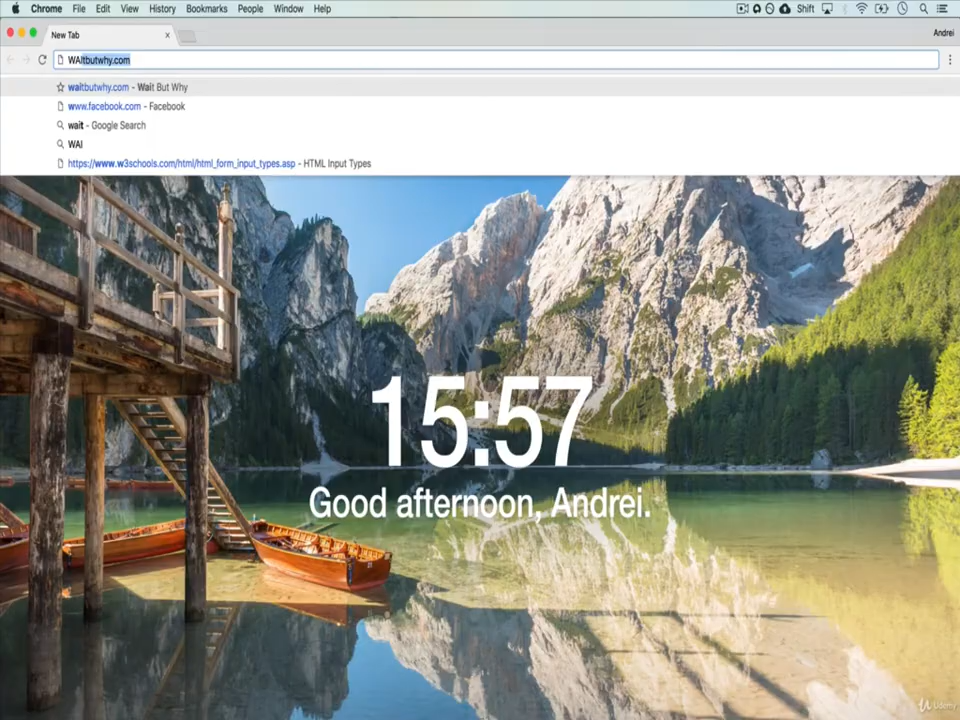 Chrome File Edit View History Bookmarks People Window Help Shift
New Tab Andrei
WAItbutwhy.com
waitbutwhy.com - Wait But Why
www.facebook.com - Facebook
wait - Google Search
WAI
https://www.w3schools.com/html/html_form_input_types.asp - HTML Input Types
15:57
Good afternoon, Andrei.
Udemy